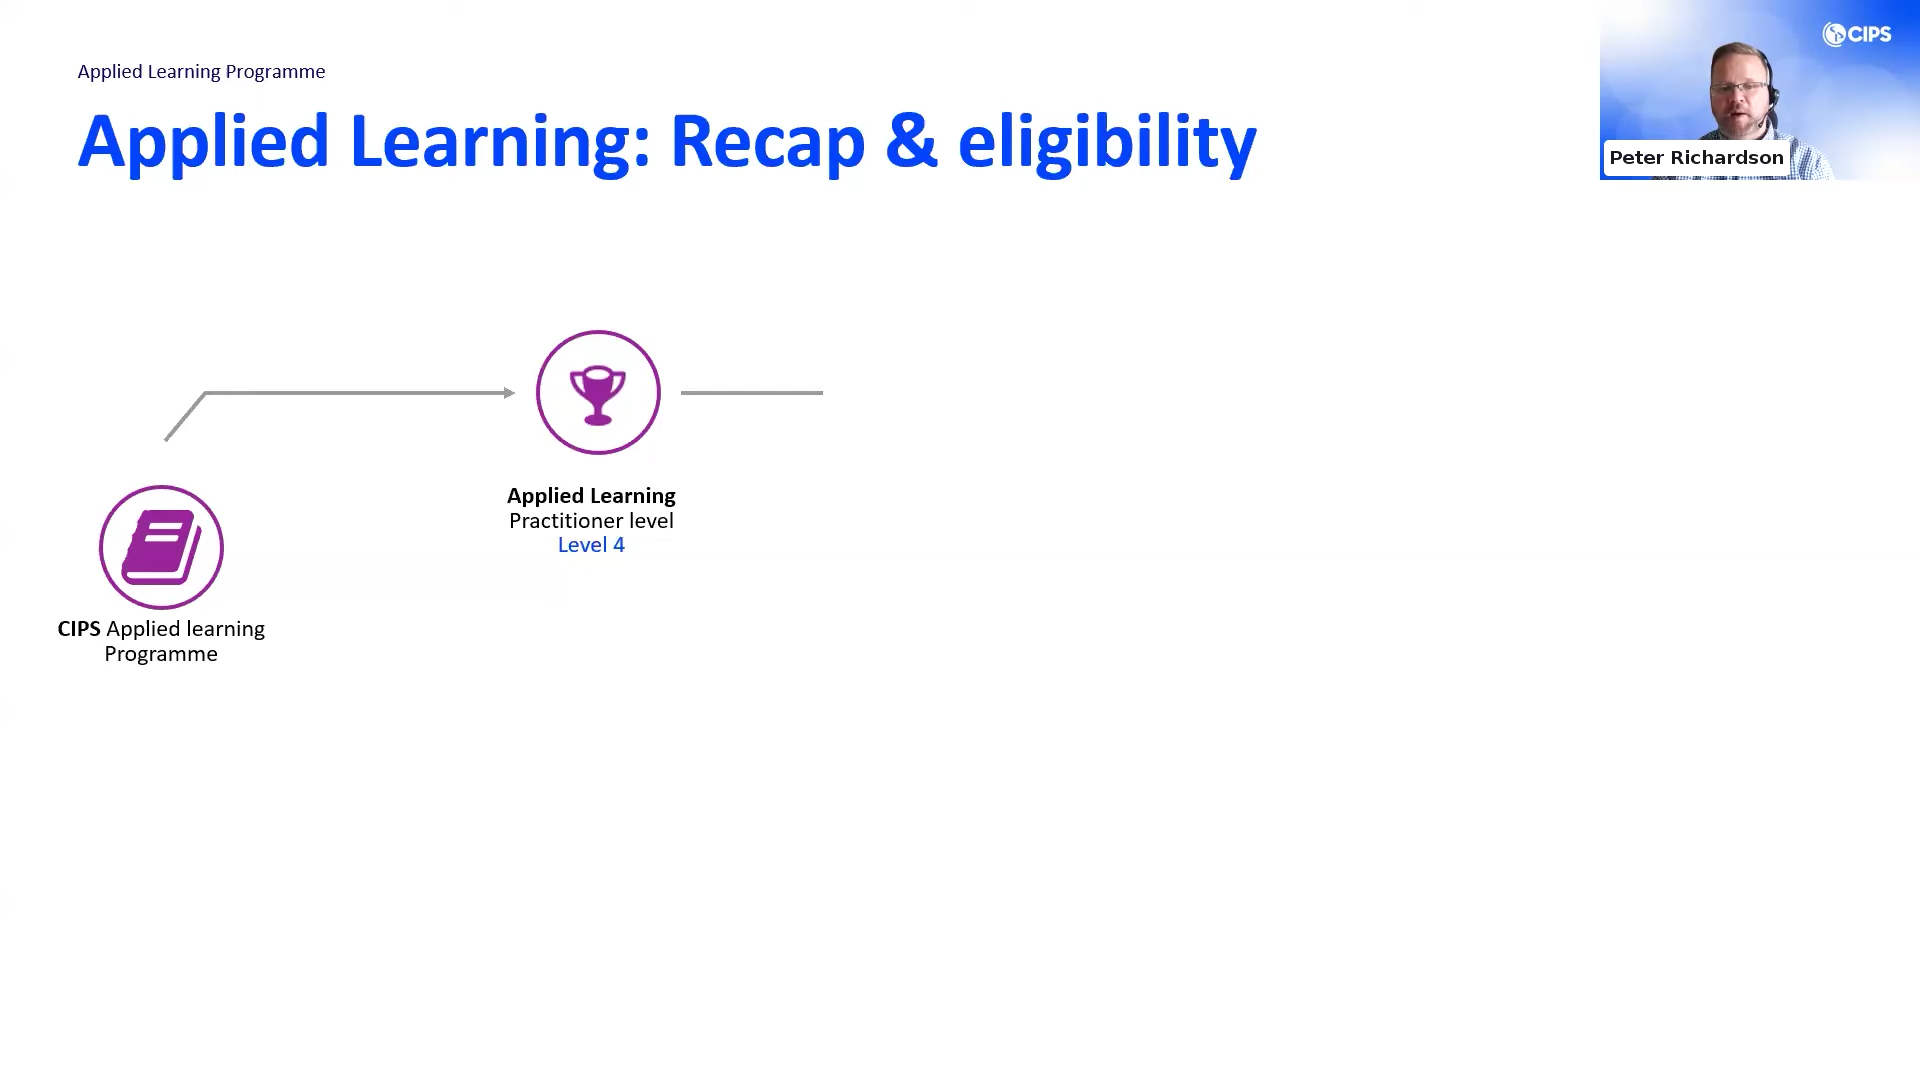 Applied Learning Programme
Applied Learning: Recap & eligibility
CIPS
Peter Richardson
Applied Learning
Practitioner level
Level 4
CIPS Applied learning
Programme